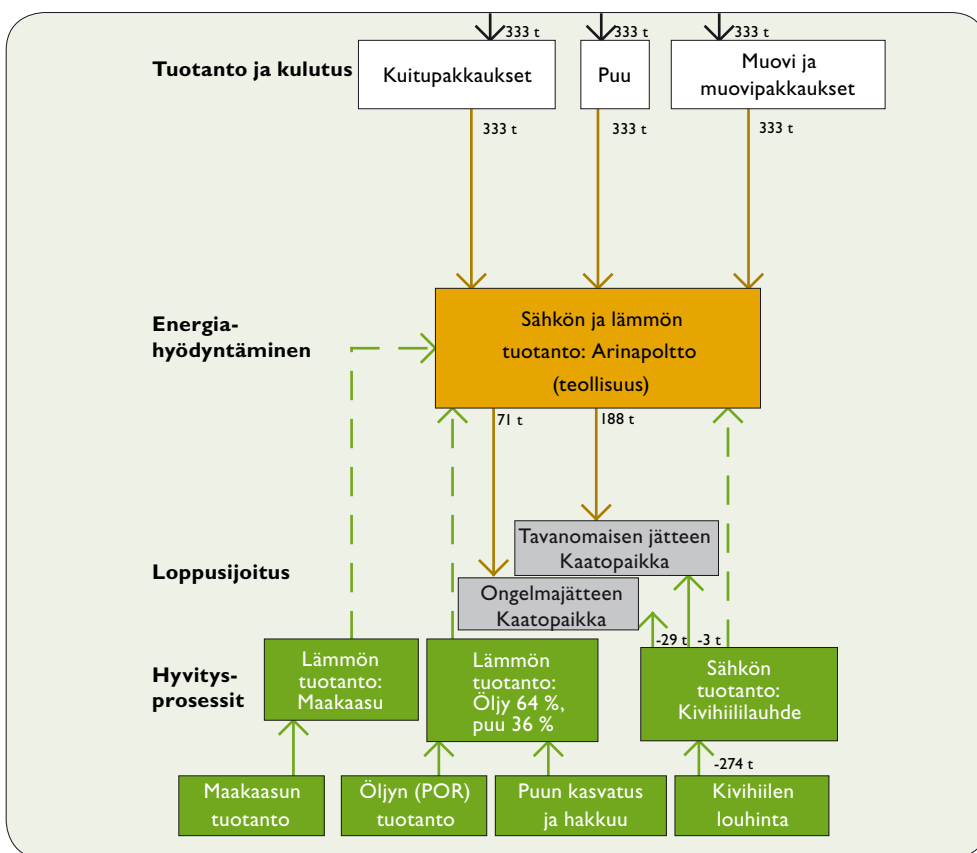 333 t
333 t
333 t
Tuotanto ja kulutus
Kuitupakkaukset
Puu
Muovi ja
muovipakkaukset
333 t
333 t
333 t
Energia-
hyödyntäminen
Sähkön ja lämmön
tuotanto: Arinapoltto
(teollisuus)
71 t
188 t
Tavanomaisen jätteen
Kaatopaikka
Loppusijoitus
Ongelmajätteen
Kaatopaikka
-29 t
-3 t
Hyvitys-
prosessit
Lämmön
tuotanto:
Maakaasu
Lämmön
tuotanto:
Öljy 64 %,
puu 36 %
Sähkön
tuotanto:
Kivihiililauhde
-274 t
Maakaasun
tuotanto
Öljyn (POR)
tuotanto
Puun kasvatus
ja hakkuu
Kivihiilen
louhinta